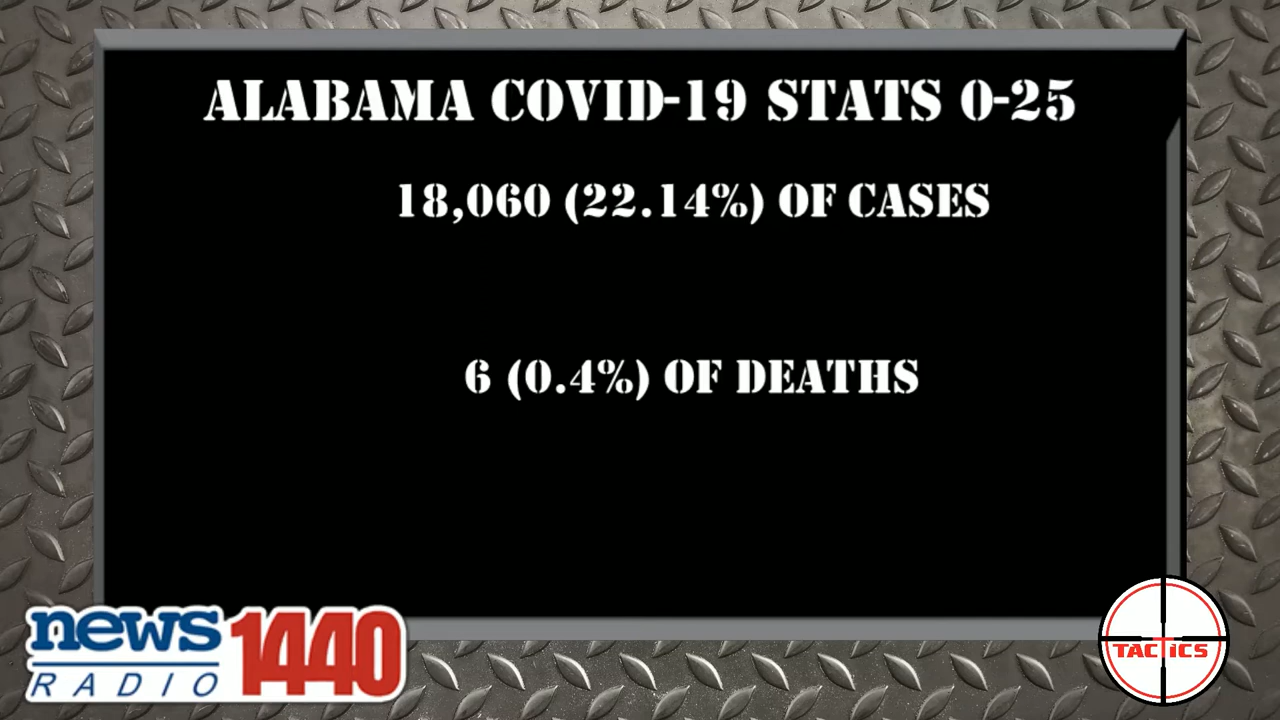 ALABAMA COVID-19 STATS 0-25
18,060 (22.14%) OF CASES
6 (0.4%) OF DEATHS
news 1440
RADIO
TACTICS